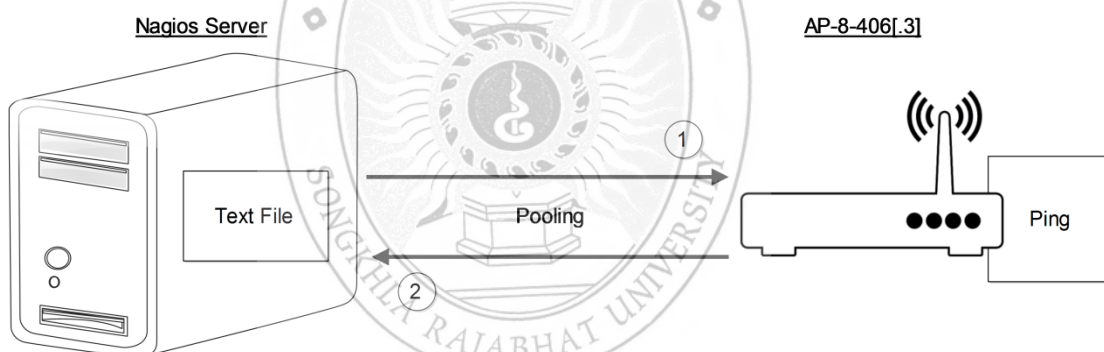 Nagios Server
AP-8-406[.3]
1
Text File
Pooling
Ping
2
SONGKHLA RAJABHAT UNIVERSITY